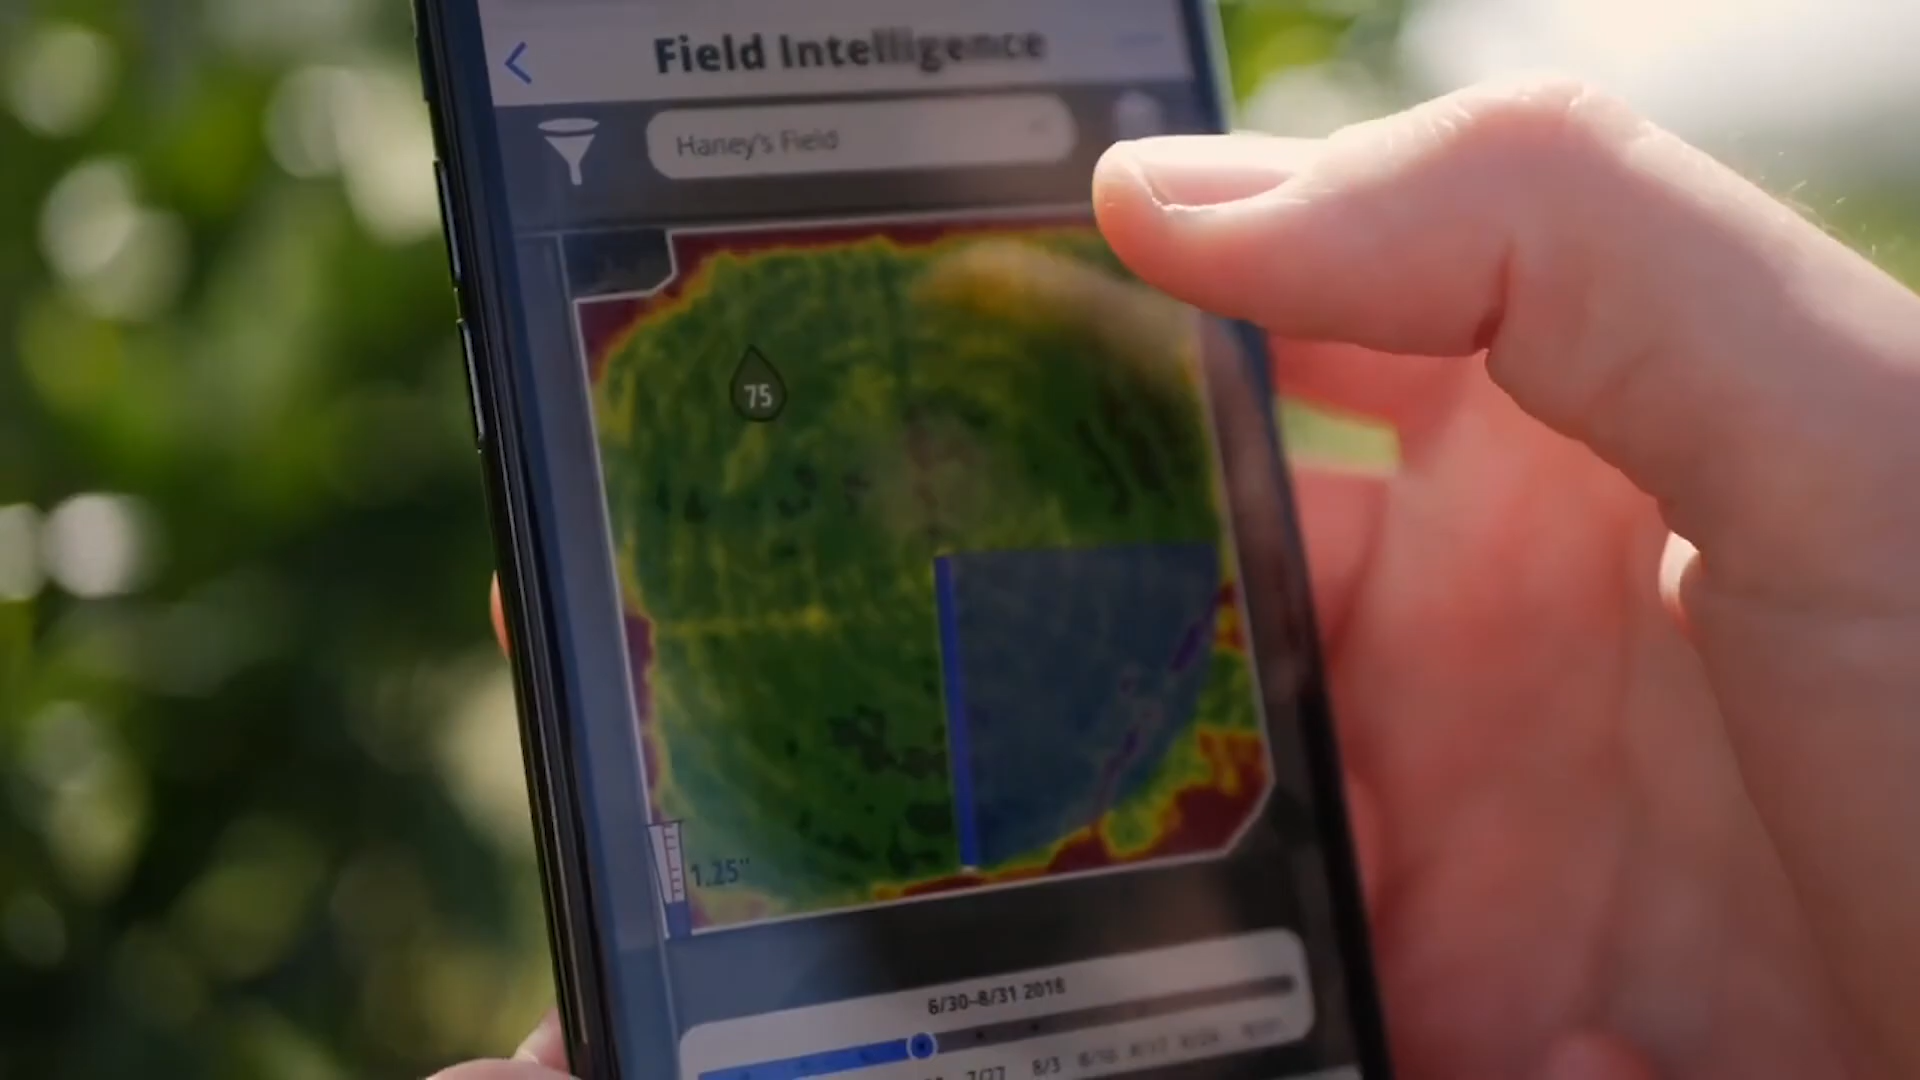 Field Intelligence
Haney's Field
75
1.25"
6/30–8/31 2018
7/27 8/3